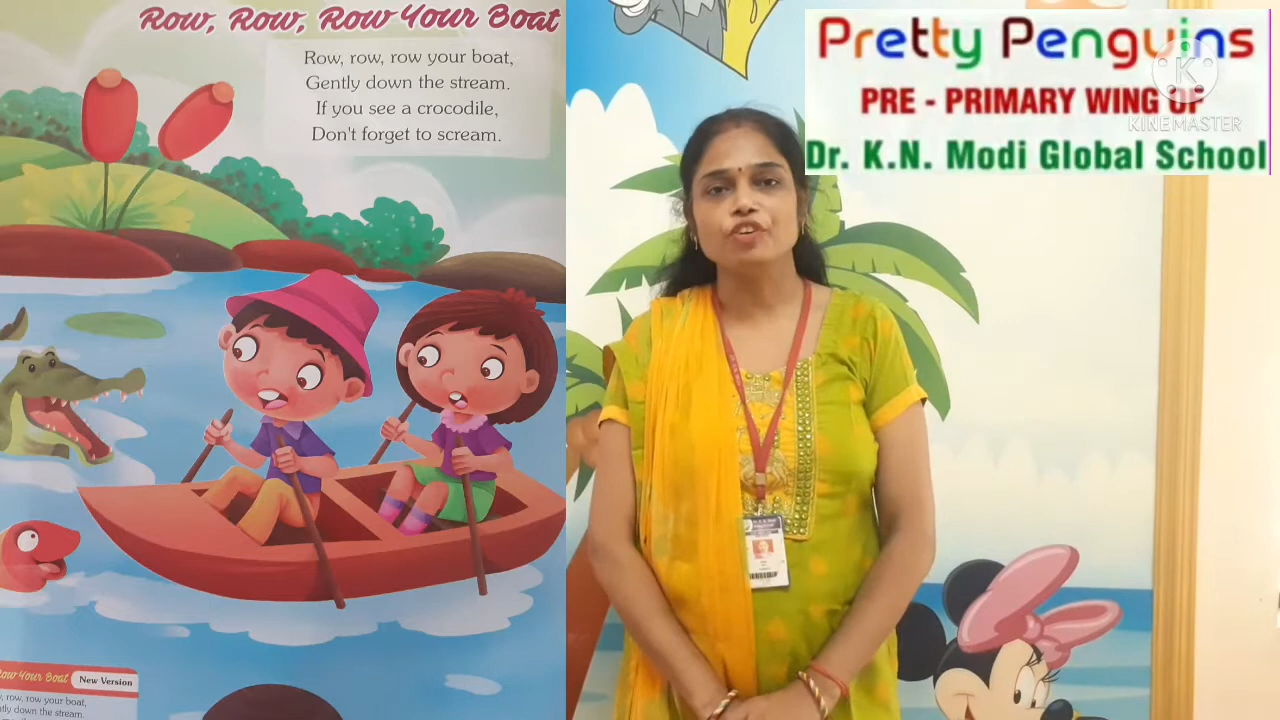 Row, Row, Row Your Boat
Row, row, row your boat,
Gently down the stream.
If you see a crocodile,
Don't forget to scream.
Row Your Boat
New Version
row, row your boat,
down the stream.
Pretty Penguins
PRE - PRIMARY WING OF
Dr. K.N. Modi Global School
K
KINEMASTER